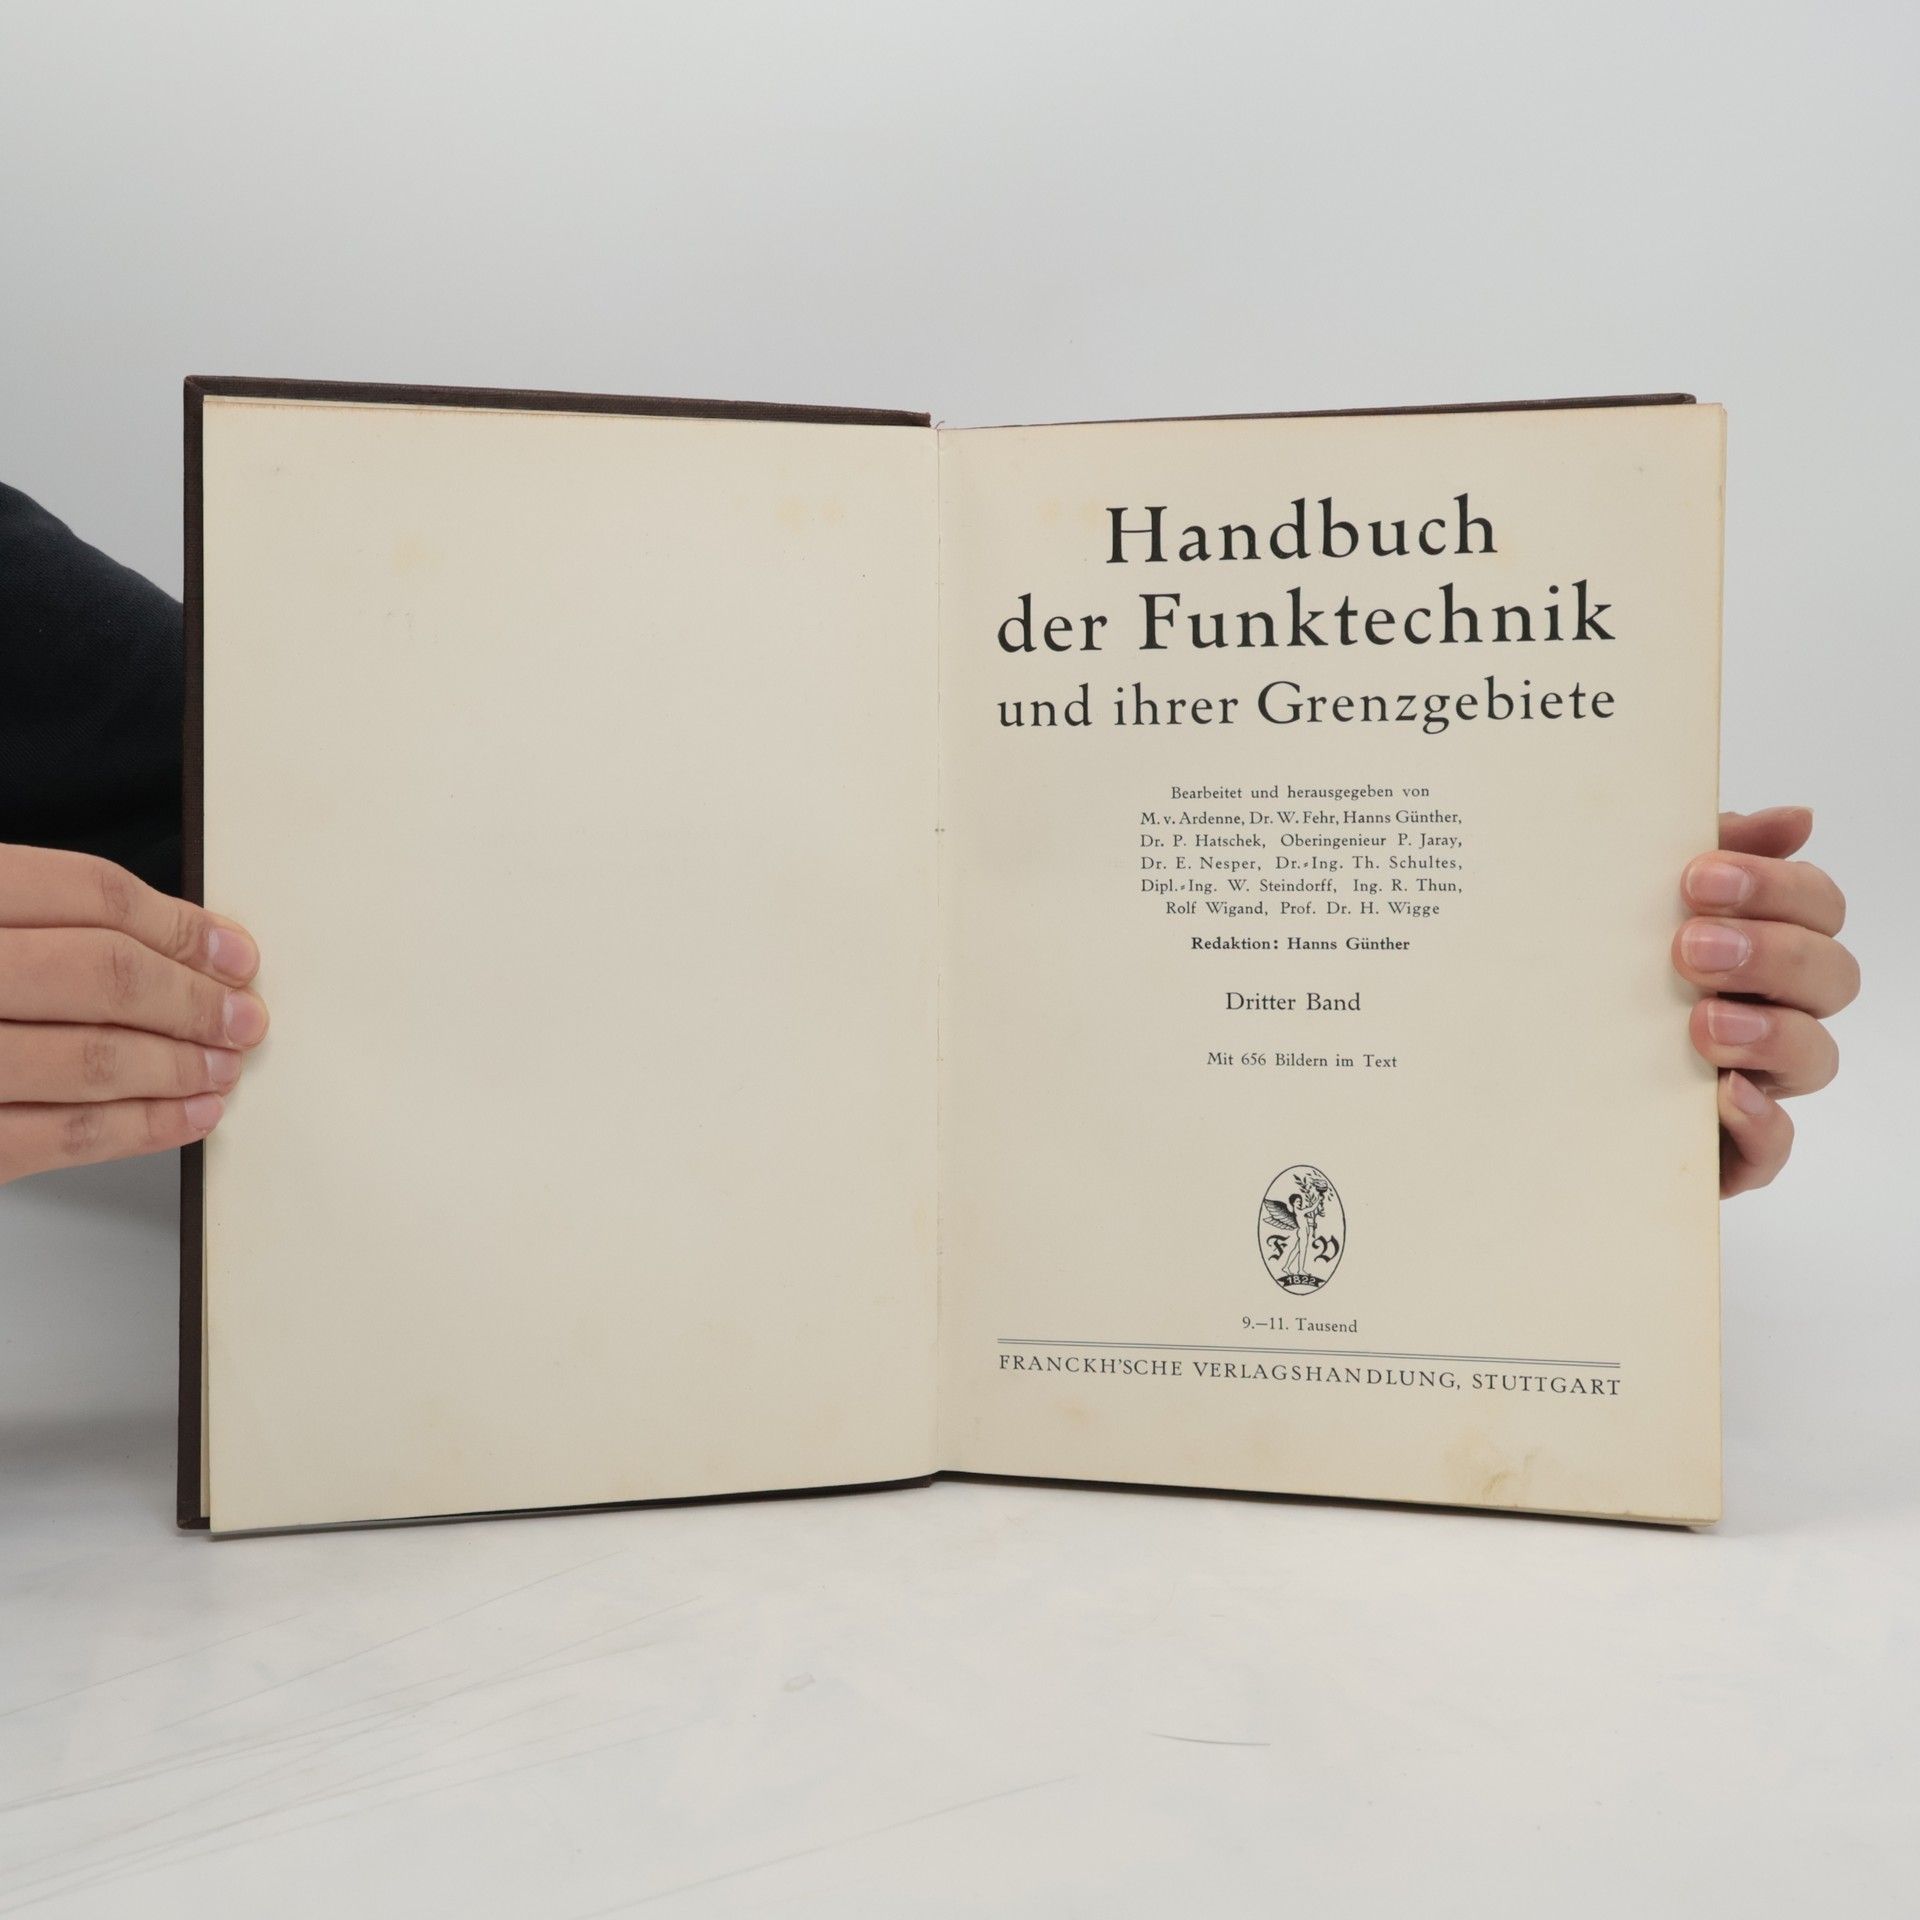 Handbuch
der Funktechnik
und ihrer Grenzgebiete
Bearbeitet und herausgegeben von
M. v. Ardenne, Dr. W. Fehr, Hanns Günther,
Dr. P. Hatschek, Oberingenieur P. Jaray,
Dr. E. Nesper, Dr.-Ing. Th. Schultes,
Dipl.-Ing. W. Steindorff, Ing. R. Thun,
Rolf Wigand, Prof. Dr. H. Wigge
Redaktion: Hanns Günther
Dritter Band
Mit 656 Bildern im Text
F V
1822
9.—11. Tausend
FRANCKH'SCHE VERLAGSHANDLUNG, STUTTGART